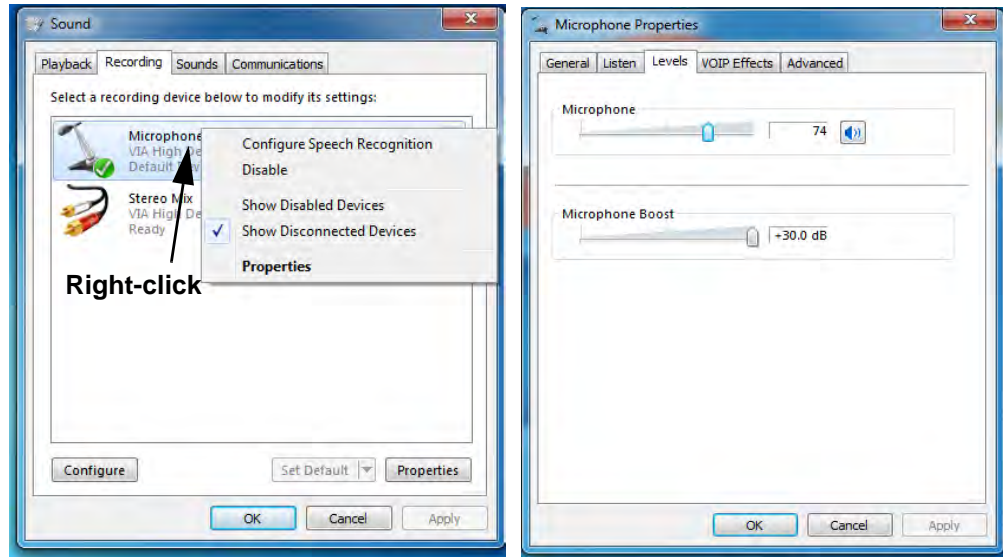 Sound
Playback Recording Sounds Communications
Select a recording device below to modify its settings:
Microphone
VIA High De
Default
Stereo Mix
VIA High De
Ready
Configure Speech Recognition
Disable
Show Disabled Devices
Show Disconnected Devices
Properties
Right-click
Configure Set Default Properties
OK Cancel Apply
Microphone Properties
General Listen Levels VOIP Effects Advanced
Microphone
74
Microphone Boost
+30.0 dB
OK Cancel Apply